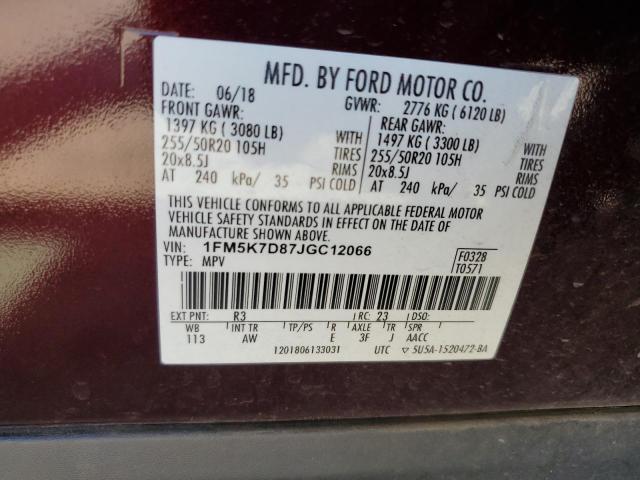 MFD. BY FORD MOTOR CO.
DATE: 06/18 GVWR: 2776 KG ( 6120 LB)
FRONT GAWR: REAR GAWR:
1397 KG ( 3080 LB) WITH 1497 KG ( 3300 LB) WITH
255/50R20 105H TIRES 255/50R20 105H TIRES
20x8.5J RIMS 20x8.5J RIMS
AT 240 kPa/ 35 PSI COLD AT 240 kPa/ 35 PSI COLD
THIS VEHICLE CONFORMS TO ALL APPLICABLE FEDERAL MOTOR
VEHICLE SAFETY STANDARDS IN EFFECT ON THE DATE OF
MANUFACTURE SHOWN ABOVE.
VIN: 1FM5K7D87JGC12066 F0328
TYPE: MPV T0571
EXT PNT: R3 RC: 23 DSO:
WB INT TR TP/PS R AXLE TR SPR
113 AW E 3F J AACC
1201806133031 UTC ▽ 5U5A-1520472-BA